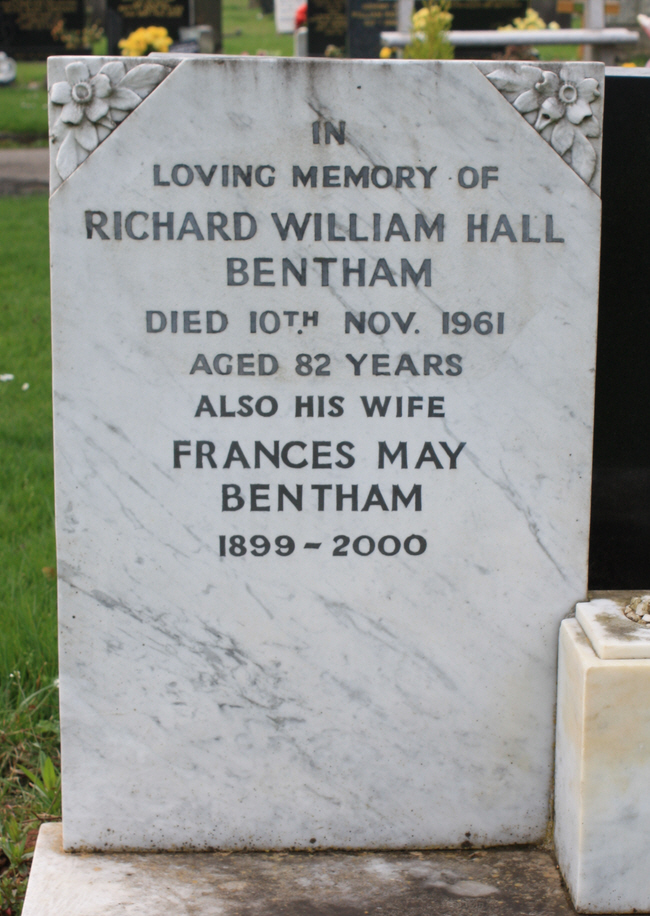 IN
LOVING MEMORY OF
RICHARD WILLIAM HALL
BENTHAM
DIED 10TH NOV. 1961
AGED 82 YEARS
ALSO HIS WIFE
FRANCES MAY
BENTHAM
1899 - 2000